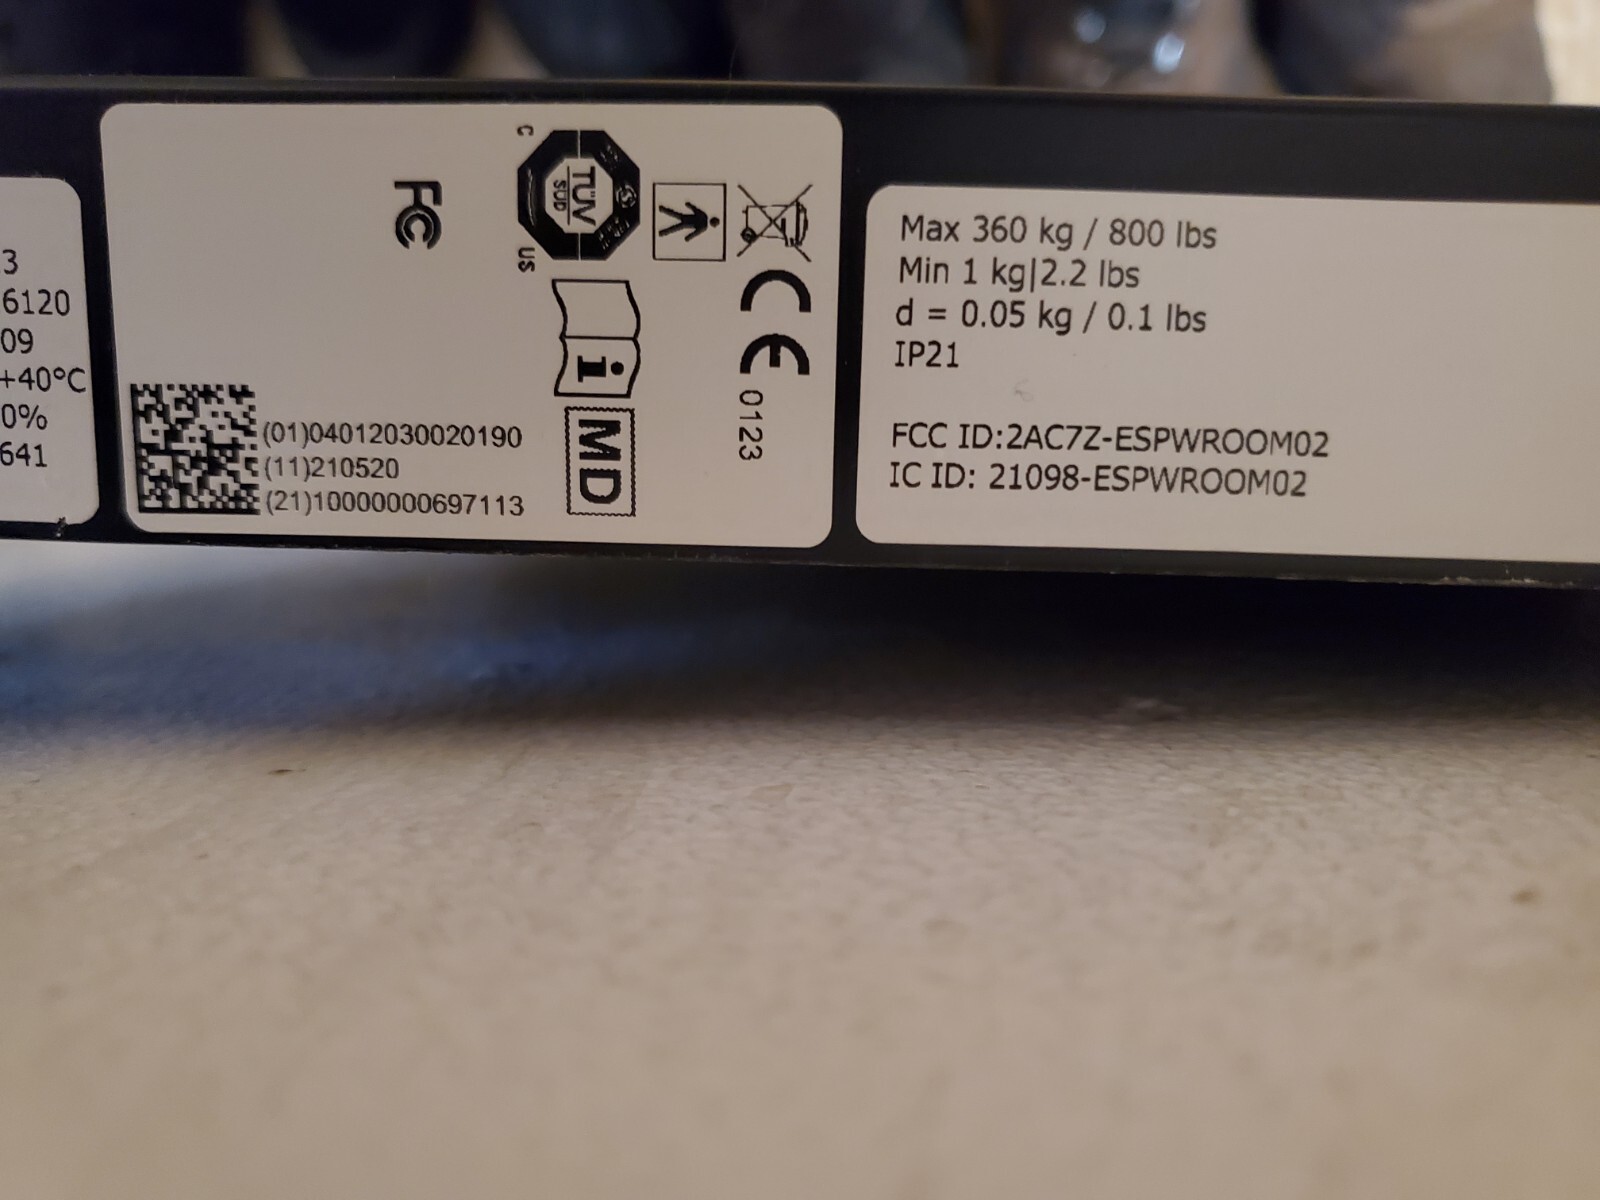 3
6120
09
+40°C
0%
641
FC
C
TÜV
SÜD
US
i
MD
CE 0123
(01)04012030020190
(11)210520
(21)10000000697113
Max 360 kg / 800 lbs
Min 1 kg|2.2 lbs
d = 0.05 kg / 0.1 lbs
IP21
FCC ID:2AC7Z-ESPWROOM02
IC ID: 21098-ESPWROOM02